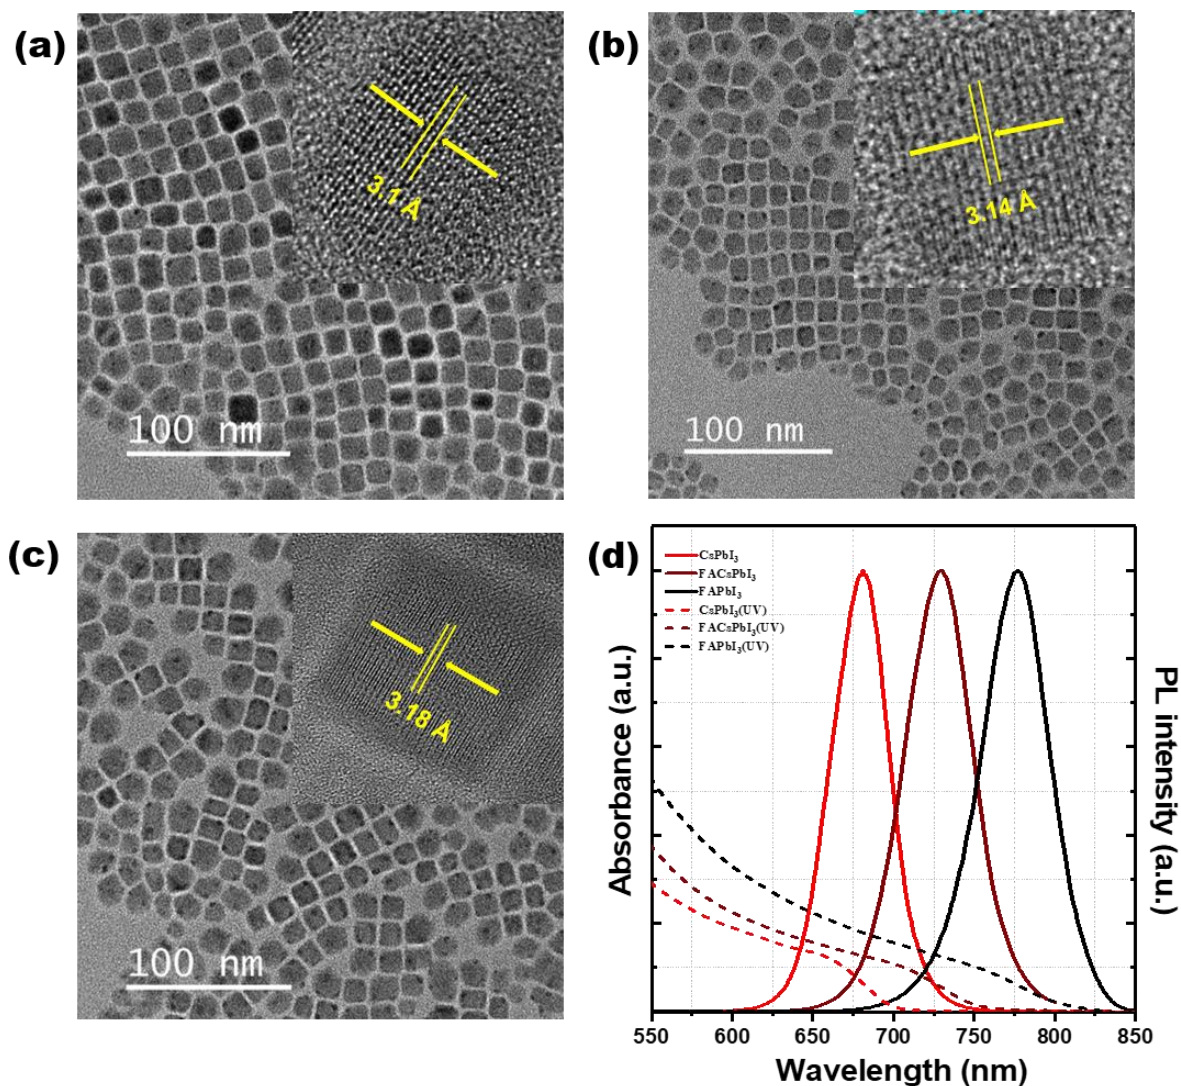 (a)
3.1 Å
100 nm
(b)
3.14 Å
100 nm
(c)
3.18 Å
100 nm
(d)
CsPbI₃
FACsPbI₃
FAPbI₃
CsPbI₃(UV)
FACsPbI₃(UV)
FAPbI₃(UV)
Absorbance (a.u.)
PL intensity (a.u.)
550 600 650 700 750 800 850
Wavelength (nm)